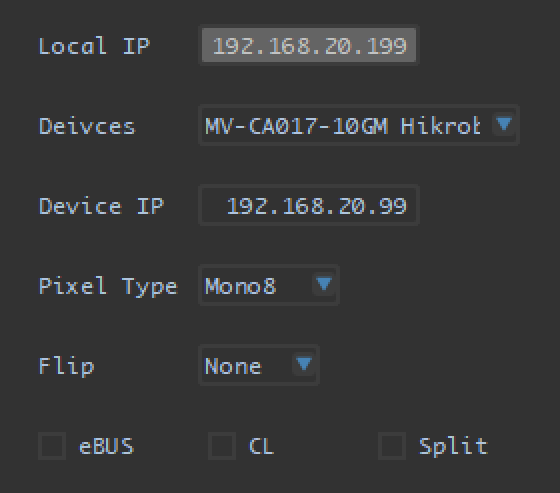 Local IP 192.168.20.199
Deivces MV-CA017-10GM Hikrob
Device IP 192.168.20.99
Pixel Type Mono8
Flip None
eBUS CL Split